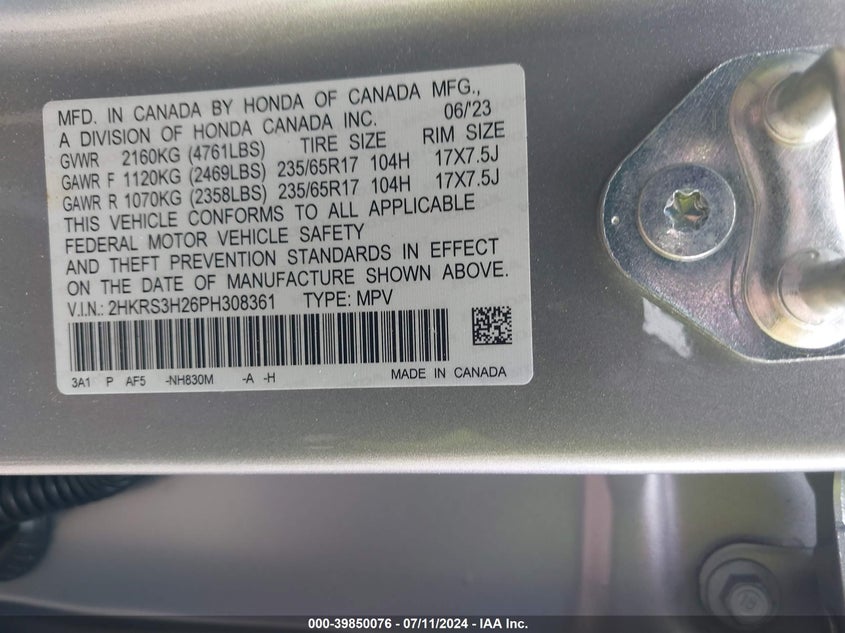 MFD. IN CANADA BY HONDA OF CANADA MFG.,
A DIVISION OF HONDA CANADA INC. 06/'23
GVWR 2160KG (4761LBS) TIRE SIZE RIM SIZE
GAWR F 1120KG (2469LBS) 235/65R17 104H 17X7.5J
GAWR R 1070KG (2358LBS) 235/65R17 104H 17X7.5J
THIS VEHICLE CONFORMS TO ALL APPLICABLE
FEDERAL MOTOR VEHICLE SAFETY
AND THEFT PREVENTION STANDARDS IN EFFECT
ON THE DATE OF MANUFACTURE SHOWN ABOVE.
V.I.N.: 2HKRS3H26PH308361 TYPE: MPV
3A1 P AF5 -NH830M -A -H MADE IN CANADA
000-39850076 - 07/11/2024 - IAA Inc.